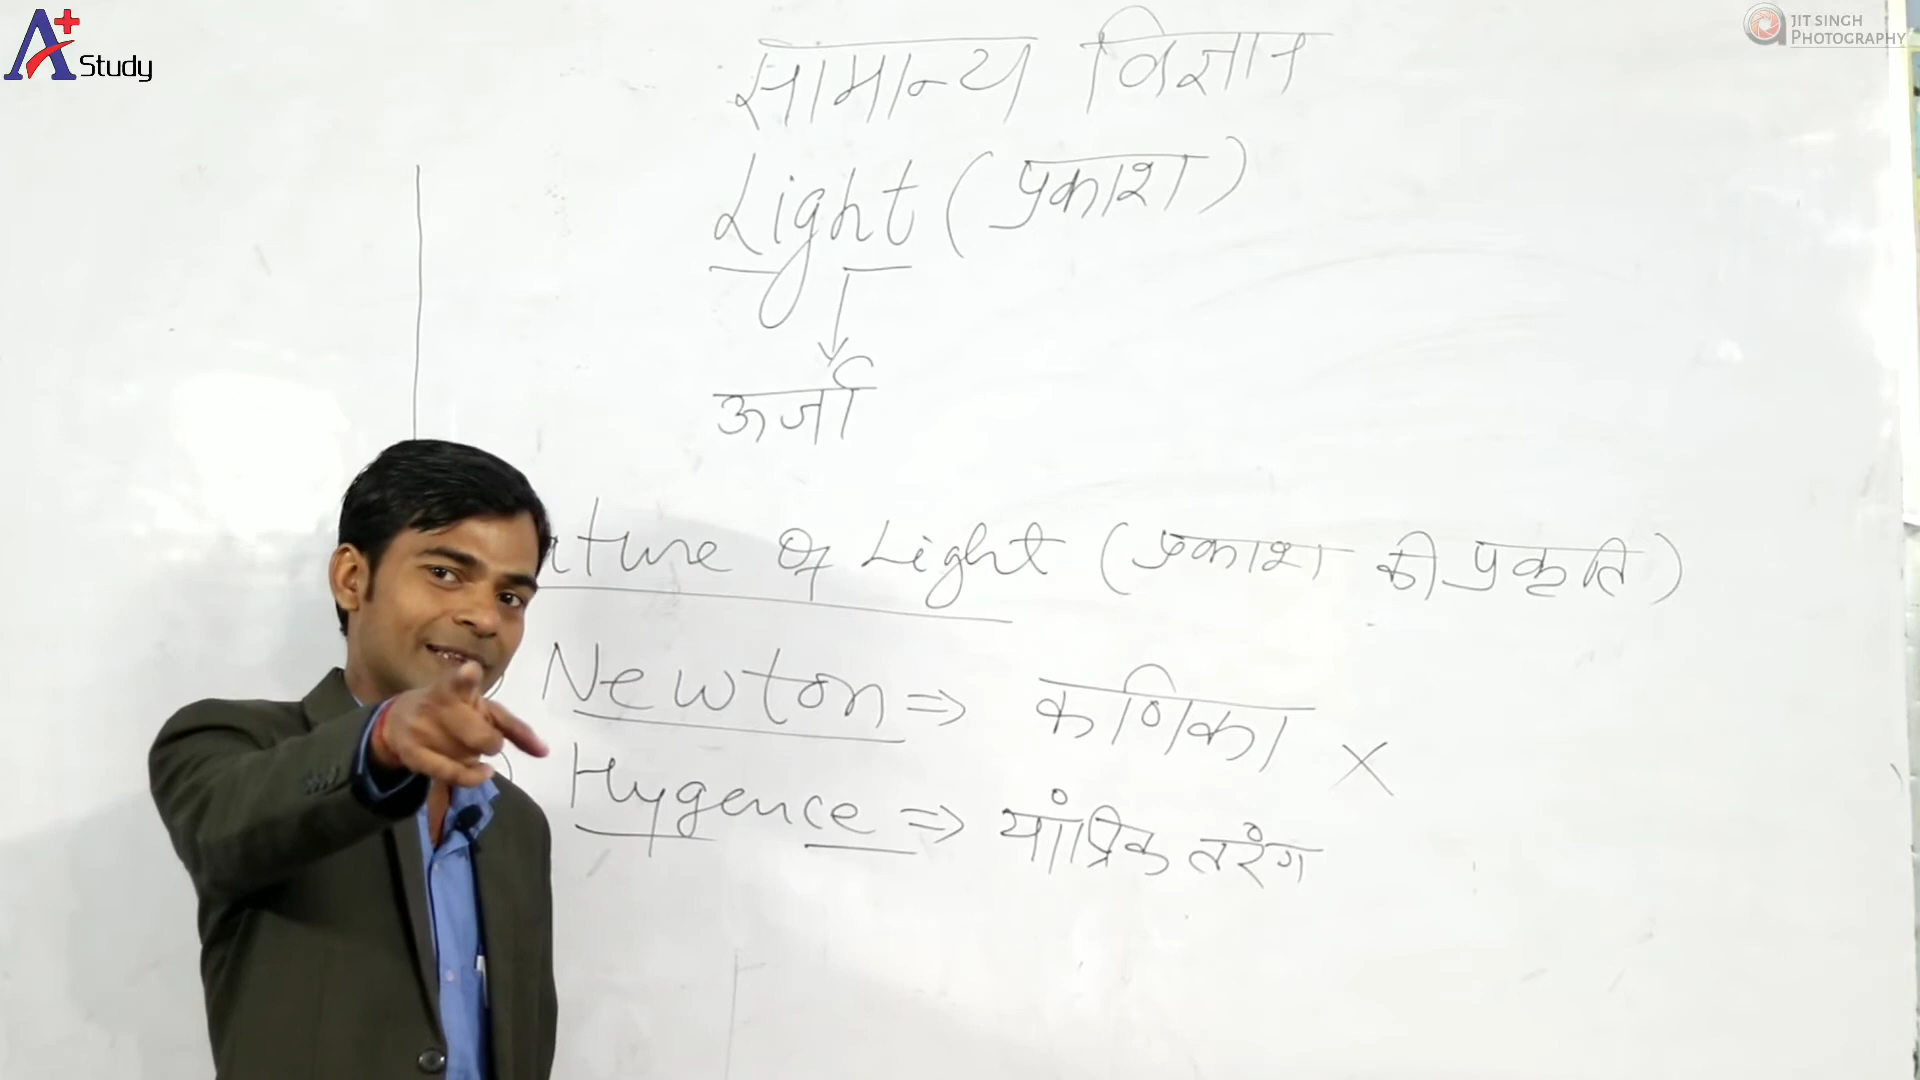 A+ Study
JIT SINGH
PHOTOGRAPHY
सामान्य विज्ञान
Light (प्रकाश)
ऊर्जा
ature of Light (प्रकाश की प्रकृति)
Newton ⇒ कणिका ×
Hygence ⇒ यांत्रिक तरंग